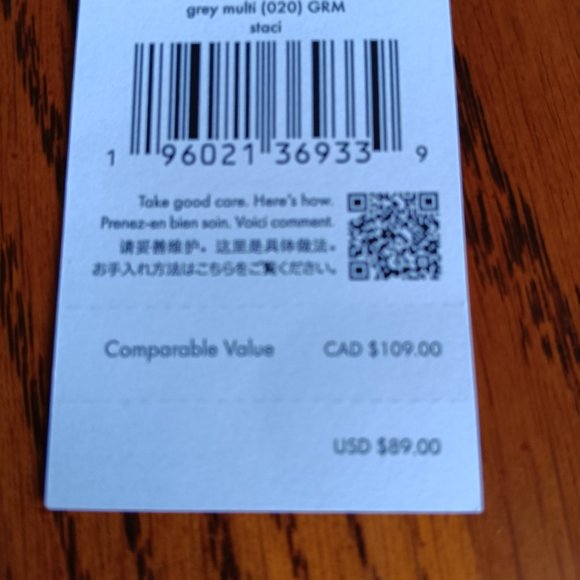 grey multi (020) GRM
staci
1 96021 36933 9
Take good care. Here's how.
Prenez-en bien soin. Voici comment.
请妥善维护。这里是具体做法。
お手入れ方法はこちらをご覧ください。
Comparable Value CAD $109.00
USD $89.00